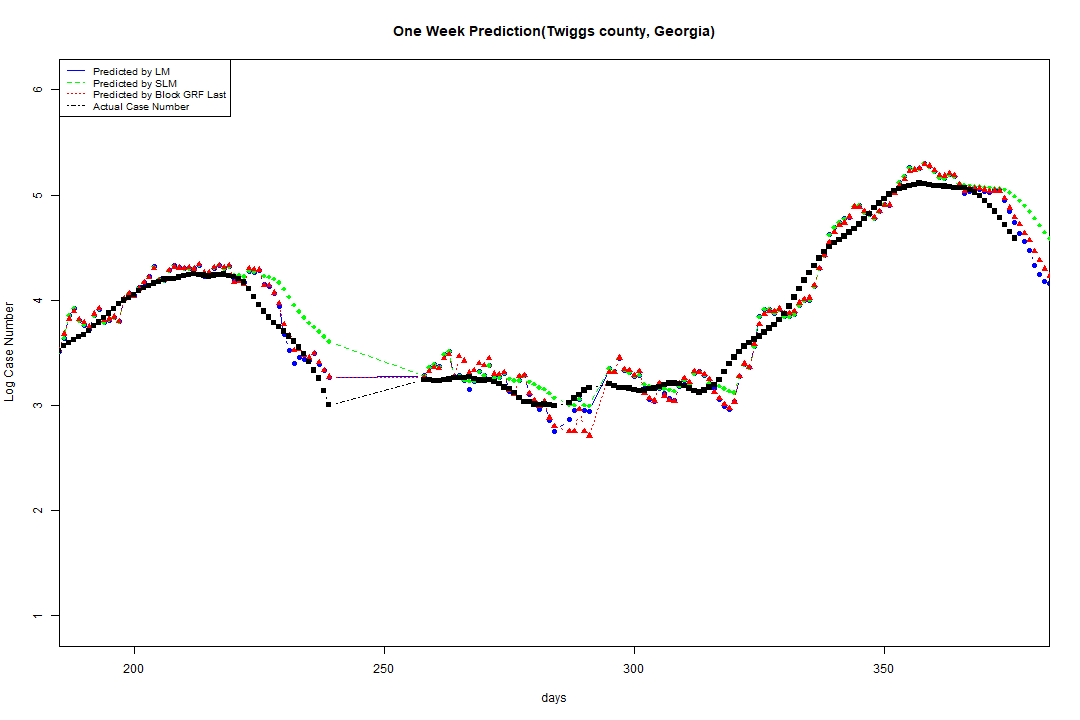 One Week Prediction(Twiggs county, Georgia)
Predicted by LM
Predicted by SLM
Predicted by Block GRF Last
Actual Case Number
6
5
4
3
2
1
Log Case Number
200 250 300 350
days